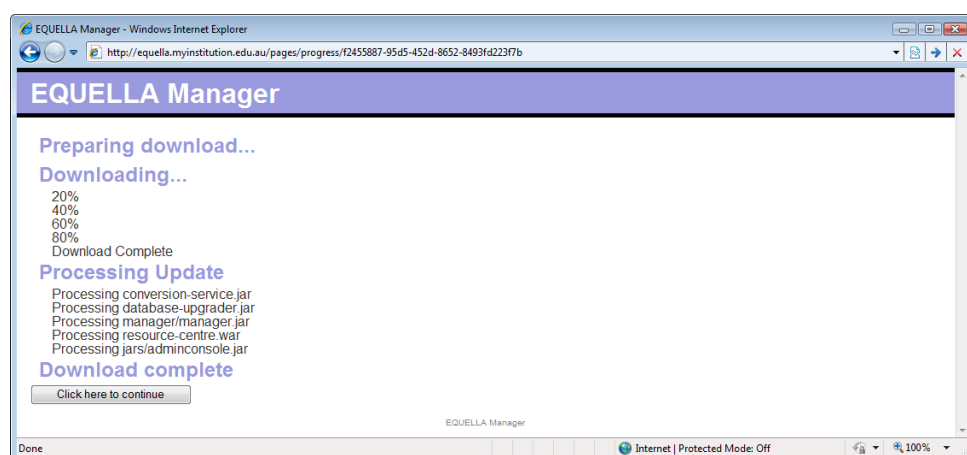 EQUELLA Manager - Windows Internet Explorer
http://equella.myinstitution.edu.au/pages/progress/f2455887-95d5-452d-8652-8493fd223f7b
EQUELLA Manager
Preparing download...
Downloading...
20%
40%
60%
80%
Download Complete
Processing Update
Processing conversion-service.jar
Processing database-upgrader.jar
Processing manager/manager.jar
Processing resource-centre.war
Processing jars/adminconsole.jar
Download complete
Click here to continue
EQUELLA Manager
Done Internet | Protected Mode: Off 100%